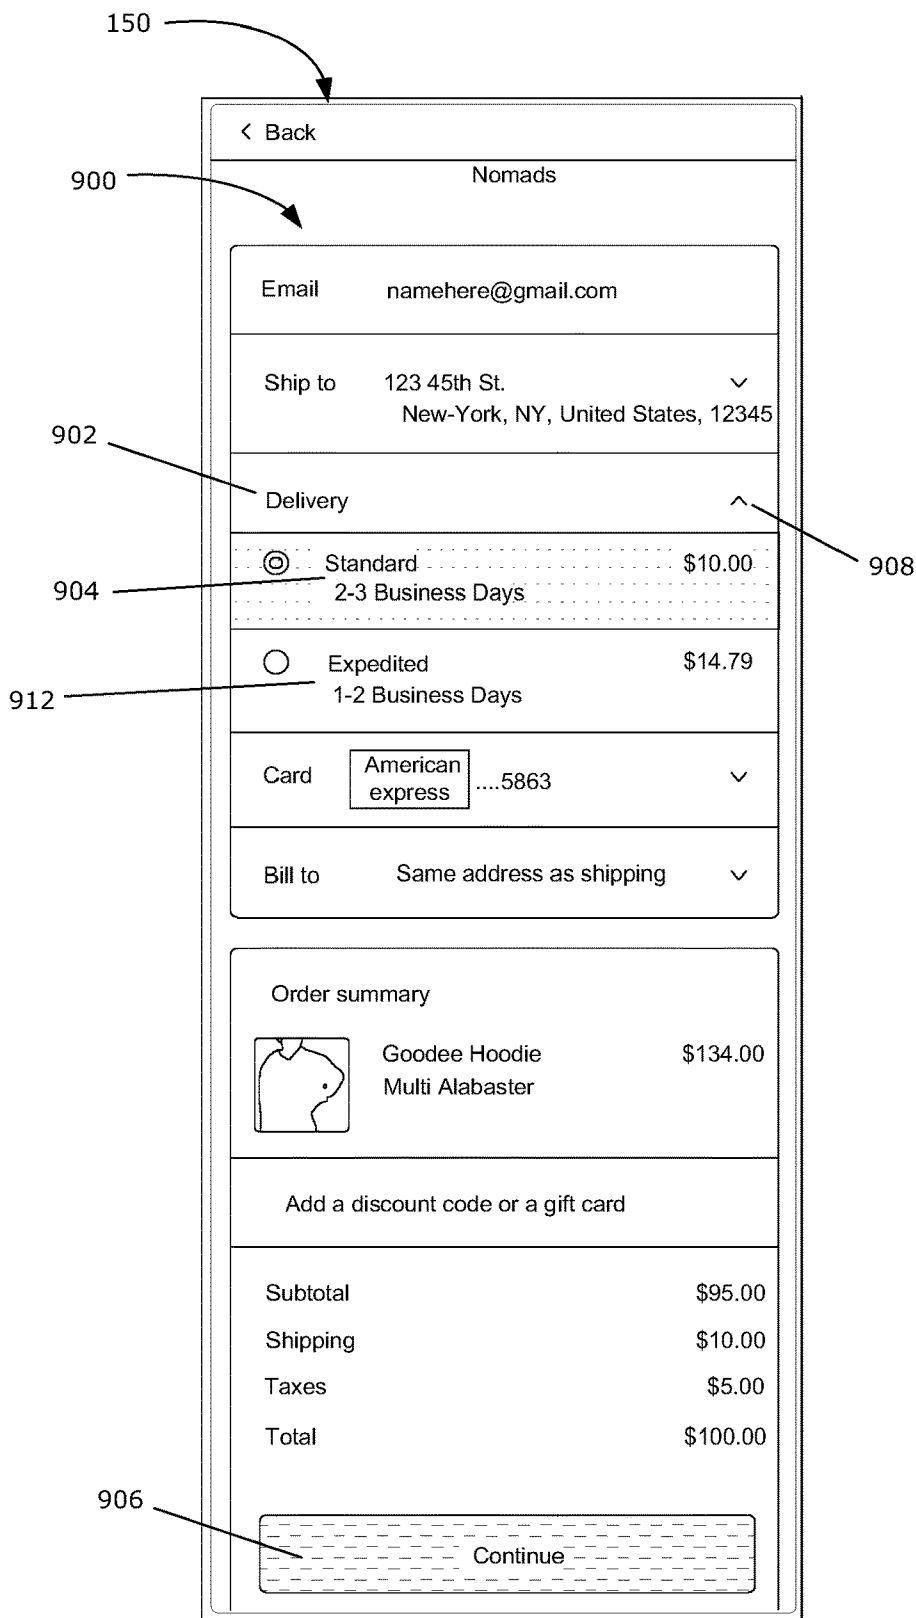 150
< Back
900
Nomads
Email namehere@gmail.com
Ship to 123 45th St.
New-York, NY, United States, 12345
902
Delivery
908
Standard $10.00
904
2-3 Business Days
Expedited $14.79
912
1-2 Business Days
Card American express ....5863
Bill to Same address as shipping
Order summary
Goodee Hoodie $134.00
Multi Alabaster
Add a discount code or a gift card
Subtotal $95.00
Shipping $10.00
Taxes $5.00
Total $100.00
906
Continue